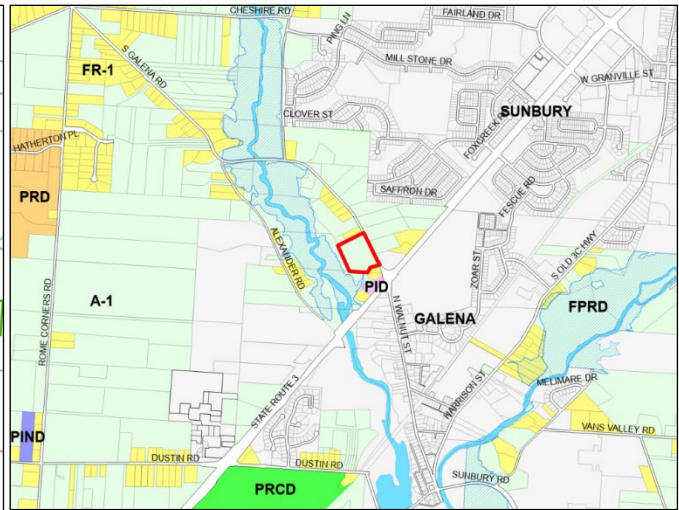 CHESHIRE RD
FAIRLAND DR
PING LN
MILL STONE DR
S GALENA RD
FR-1
W GRANVILLE ST
SUNBURY
CLOVER ST
FOXCREEK
HATHERTON PL
SAFFRON DR
FESCUE RD
PRD
ALEXANDER RD
S OLD 3C HWY
ZOAR ST
ROME CORNERS RD
A-1
PID
N WALNUT ST
GALENA
FPRD
STATE ROUTE 3
HARRISON ST
MELIMARE DR
PIND
VANS VALLEY RD
DUSTIN RD
DUSTIN RD
SUNBURY RD
PRCD